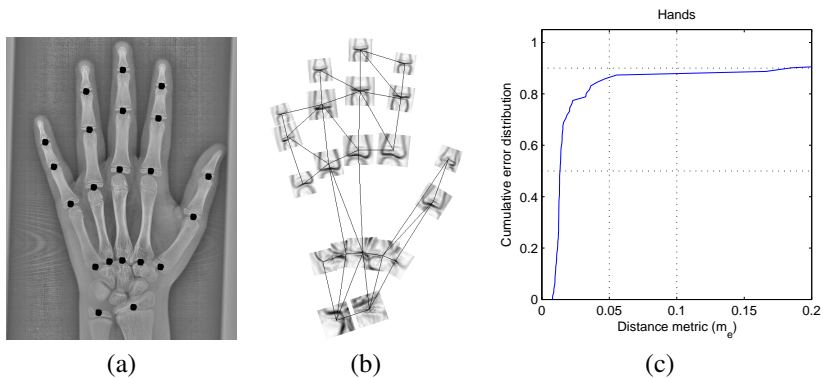 Hands
Cumulative error distribution
1
0.8
0.6
0.4
0.2
0
0 0.05 0.1 0.15 0.2
Distance metric (m_e)
(a) (b) (c)